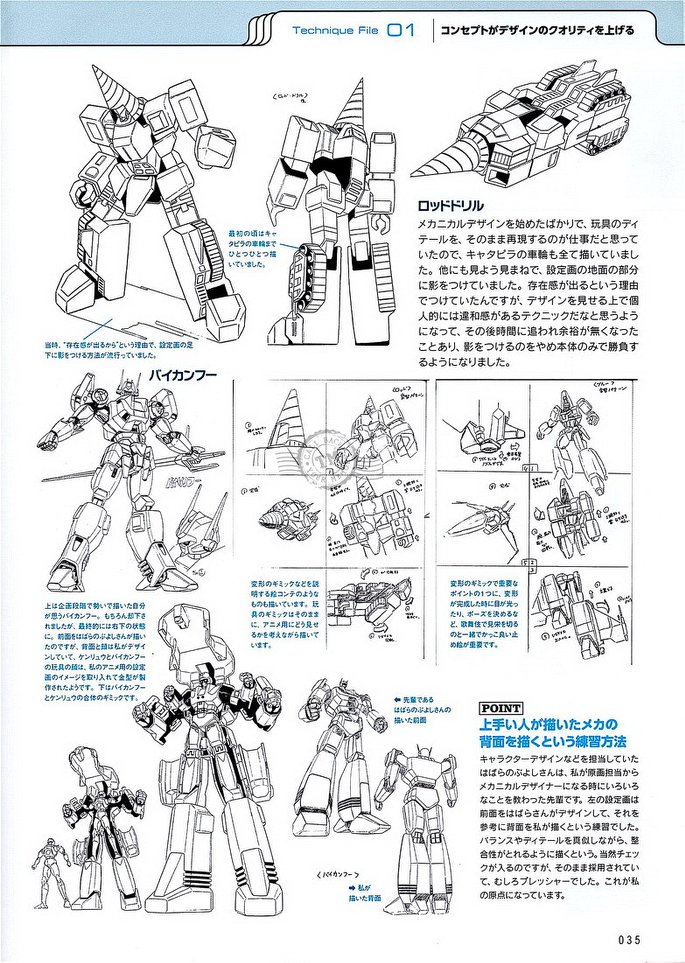 Technique File 01
コンセプトがデザインのクオリティを上げる
(ロッド・ドリル)
最初の頃はキャ
タピラの車輪まで
ひとつひとつ描
いていました。
当時、“存在感が出るから”という理由で、設定画の足
下に影をつける方法が流行っていました。
ロッドドリル
メカニカルデザインを始めたばかりで、玩具のディ
テールを、そのまま再現するのが仕事だと思って
いたので、キャタピラの車輪も全て描いていまし
た。他にも見よう見まねで、設定画の地面の部分
に影をつけていました。存在感が出るという理由
でつけていたんですが、デザインを見せる上で個
人的には違和感があるテクニックだなと思うよう
になって、その後時間に追われ余裕が無くなった
ことあり、影をつけるのをやめ本体のみで勝負す
るようになりました。
バイカンフー
バイカンフー
上は企画段階で勢いで描いた自分
が思うバイカンフー。もちろん却下さ
れましたが、最終的には右下の状態
に。前面をはばらのぶよしさんが描い
たのですが、背面と頭は私がデザイ
ンしていて、ケンリュウとバイカンフー
の玩具の頭は、私のアニメ用の設定
画のイメージを取り入れて金型が製
作されたようです。下はバイカンフー
とケンリュウの合体のギミックです。
変形のギミックなどを説
明する絵コンテのような
ものも描いています。玩
具のギミックはそのまま
に、アニメ用にどう見せ
るかを考えながら描いて
います。
変形のギミックで重要な
ポイントの1つに、変形
が完成した時に目が光っ
たり、ポーズを決めるな
ど、歌舞伎で見栄を切る
のと一緒でかっこ良い止
め絵が重要です。
← 先輩である
はばらのぶよしさんの
描いた前面
(バイカンフー)
→ 私が
描いた背面
POINT
上手い人が描いたメカの
背面を描くという練習方法
キャラクターデザインなどを担当していた
はばらのぶよしさんは、私が原画担当から
メカニカルデザイナーになる時にいろいろ
なことを教わった先輩です。左の設定画は
前面をはばらさんがデザインして、それを
参考に背面を私が描くという練習でした。
バランスやディテールを真似しながら、整
合性がとれるように描くという。当然チェッ
クが入るのですが、そのまま採用されてい
て、むしろプレッシャーでした。これが私
の原点になっています。
035